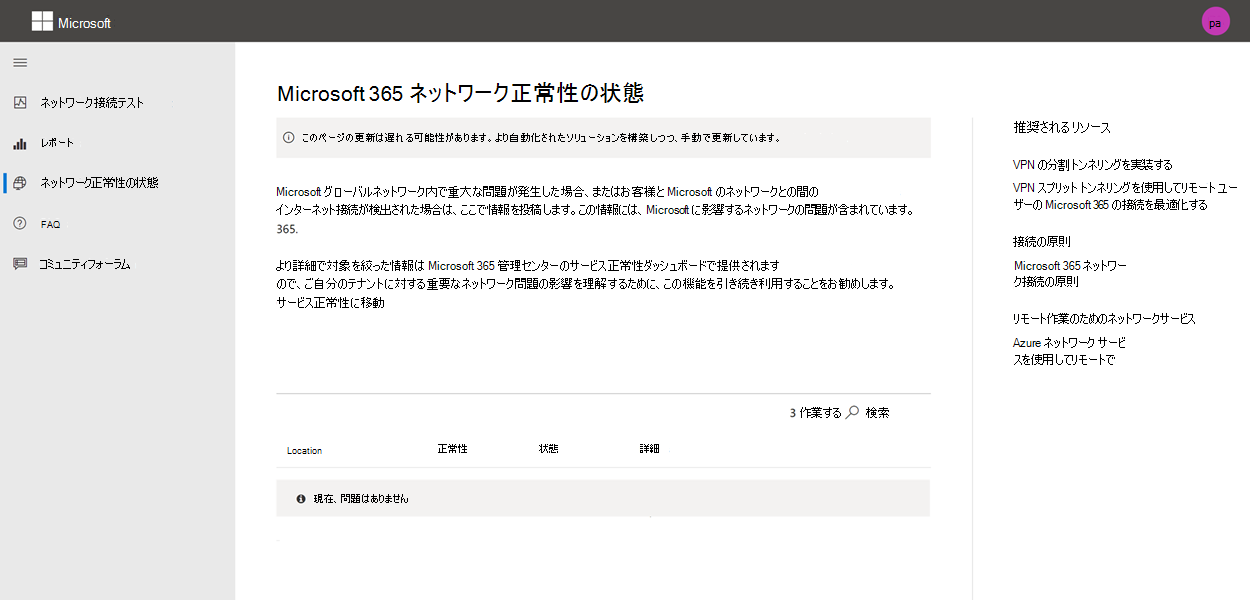 Microsoft
pa
ネットワーク接続テスト
レポート
ネットワーク正常性の状態
FAQ
コミュニティフォーラム
Microsoft 365 ネットワーク正常性の状態
このページの更新は遅れる可能性があります。より自動化されたソリューションを構築しつつ、手動で更新しています。
Microsoft グローバルネットワーク内で重大な問題が発生した場合、またはお客様と Microsoft のネットワークとの間の
インターネット接続が検出された場合は、ここで情報を投稿します。この情報には、Microsoft に影響するネットワークの問題が含まれています。
365.
より詳細で対象を絞った情報は Microsoft 365 管理センターのサービス正常性ダッシュボードで提供されます
ので、ご自分のテナントに対する重要なネットワーク問題の影響を理解するために、この機能を引き続き利用することをお勧めします。
サービス正常性に移動
3 作業する 検索
Location 正常性 状態 詳細
現在、問題はありません
推奨されるリソース
VPN の分割トンネリングを実装する
VPN スプリット トンネリングを使用してリモート ユー
ザーの Microsoft 365 の接続を最適化する
接続の原則
Microsoft 365 ネットワー
ク接続の原則
リモート作業のためのネットワークサービス
Azure ネットワーク サービ
スを使用してリモートで